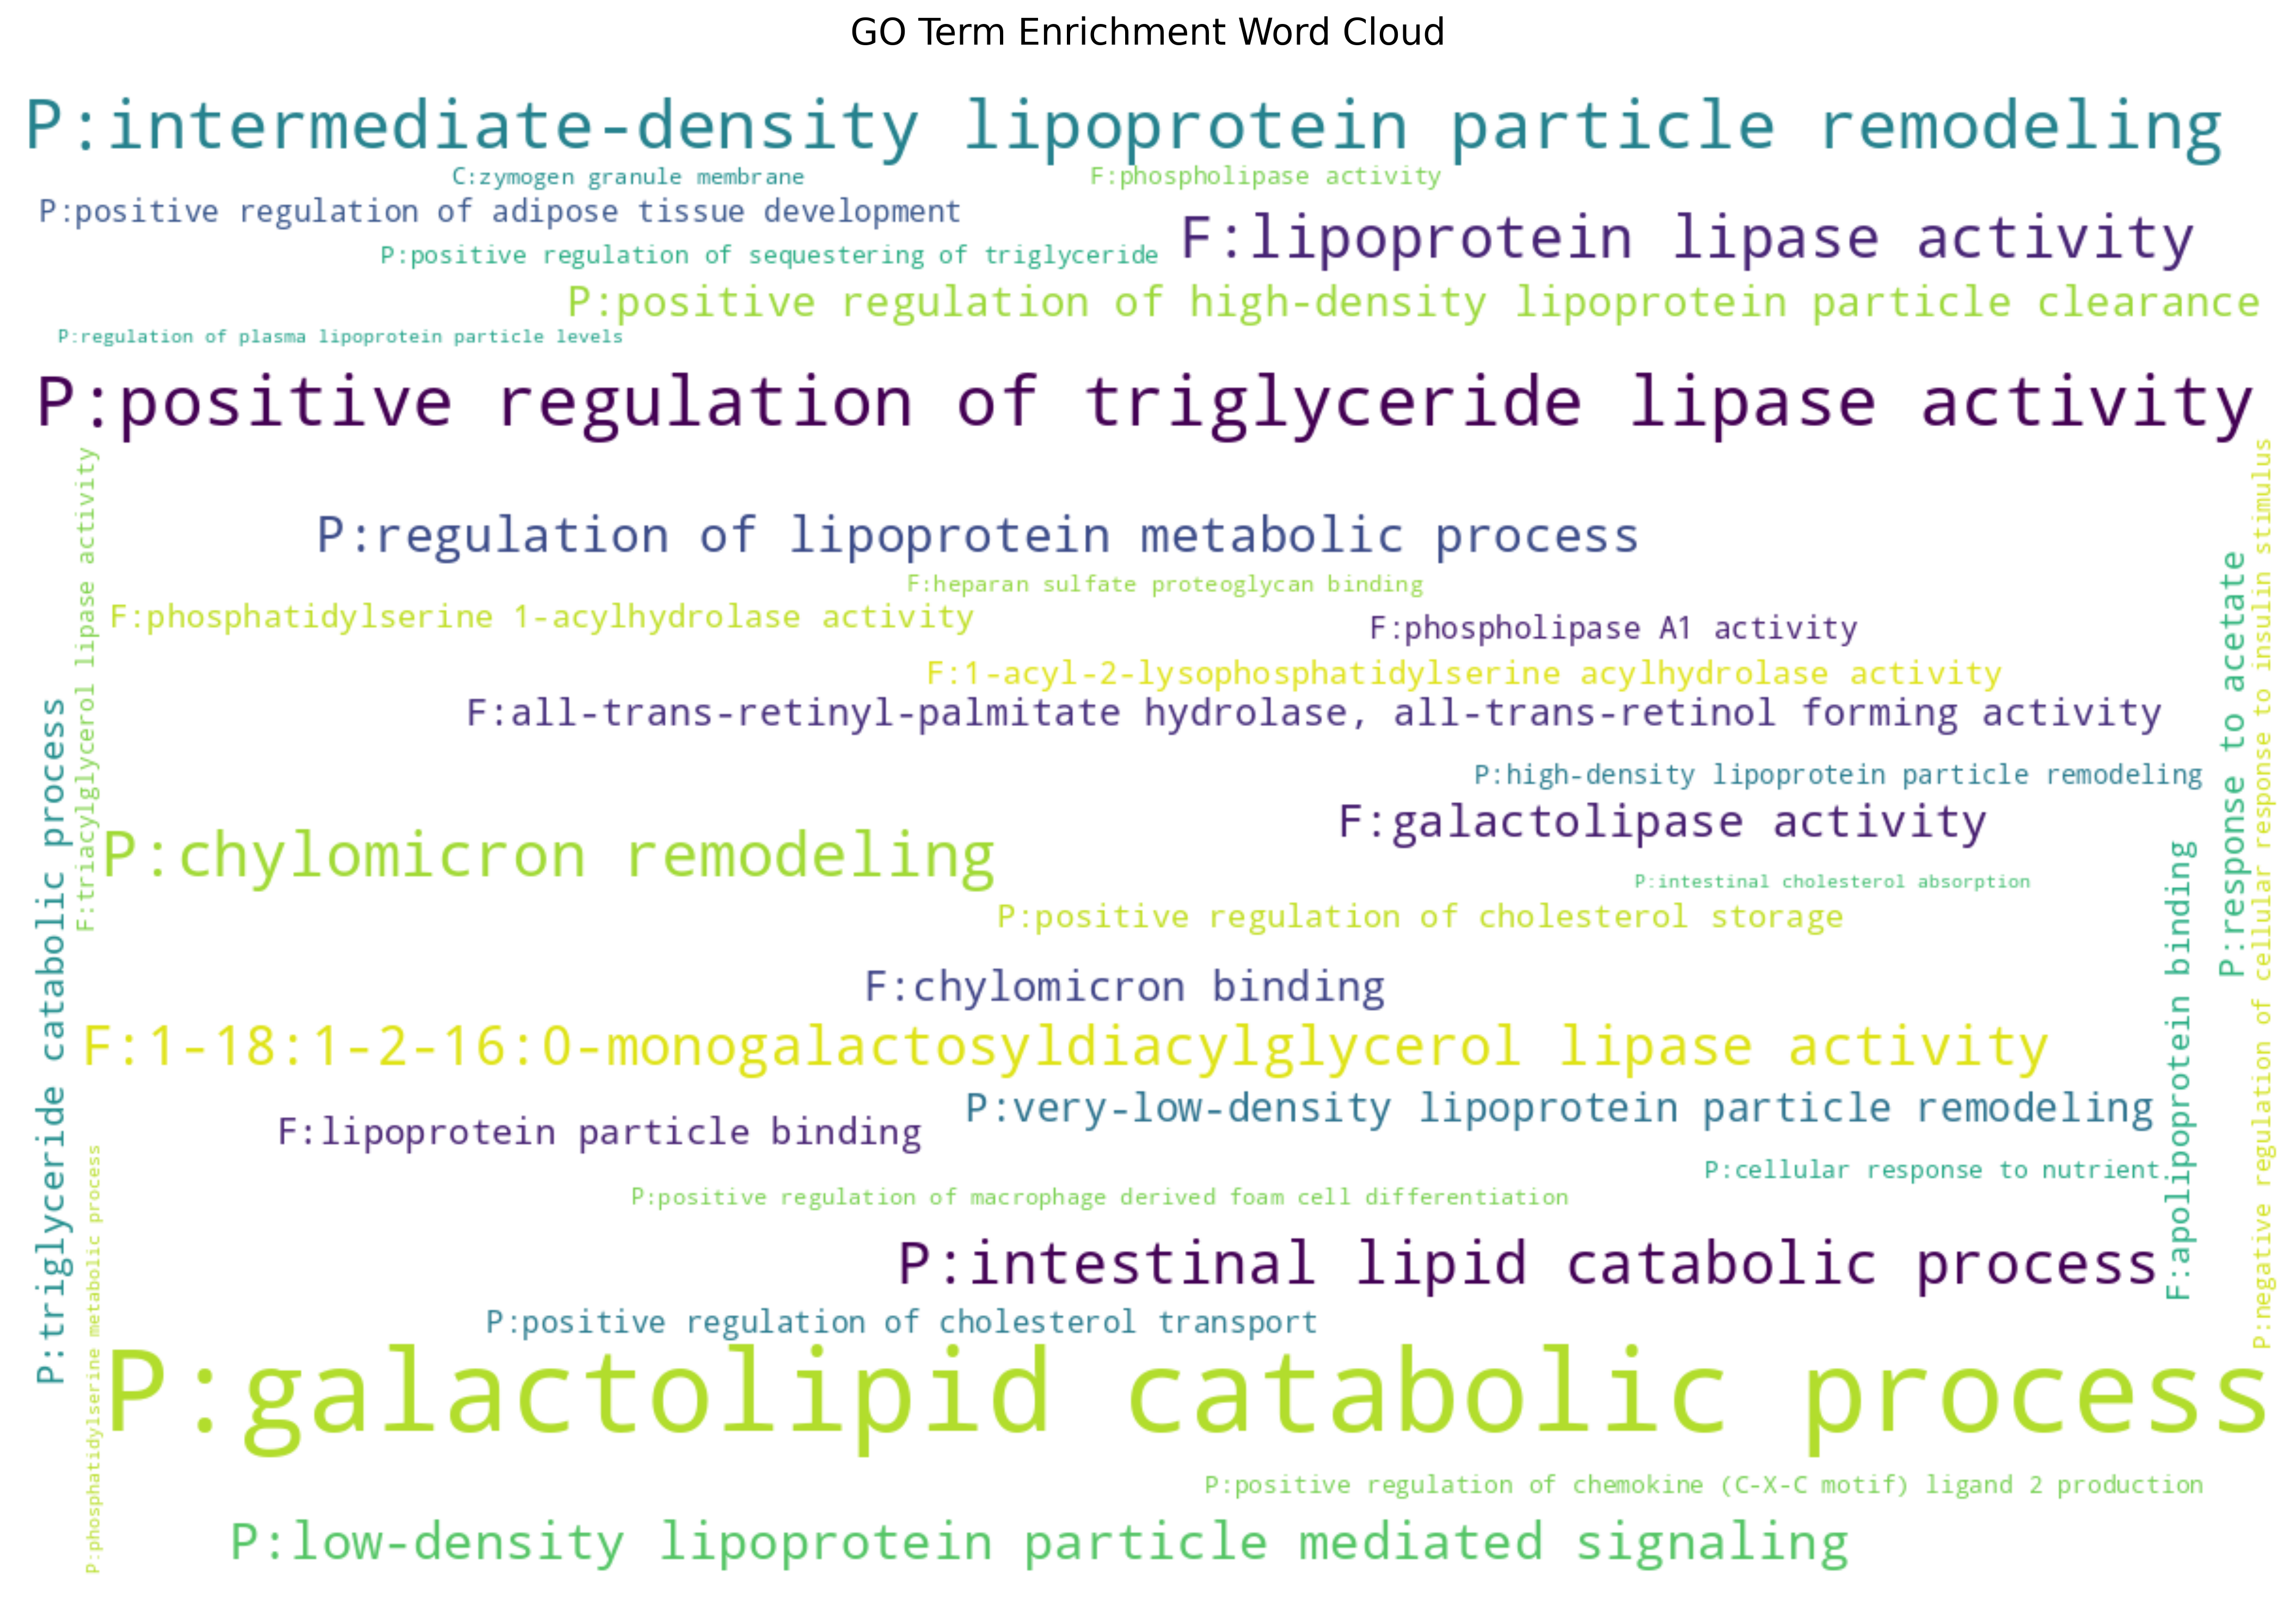 GO Term Enrichment Word Cloud
P:intermediate-density lipoprotein particle remodeling
C:zymogen granule membrane
F:phospholipase activity
P:positive regulation of adipose tissue development
F:lipoprotein lipase activity
P:positive regulation of sequestering of triglyceride
P:positive regulation of high-density lipoprotein particle clearance
P:regulation of plasma lipoprotein particle levels
P:positive regulation of triglyceride lipase activity
F:triacylglycerol lipase activity
P:negative regulation of cellular response to insulin stimulus
P:regulation of lipoprotein metabolic process
P:response to acetate
F:heparan sulfate proteoglycan binding
F:phosphatidylserine 1-acylhydrolase activity
F:phospholipase A1 activity
F:1-acyl-2-lysophosphatidylserine acylhydrolase activity
F:all-trans-retinyl-palmitate hydrolase, all-trans-retinol forming activity
P:triglyceride catabolic process
P:high-density lipoprotein particle remodeling
F:galactolipase activity
P:chylomicron remodeling
F:apolipoprotein binding
P:intestinal cholesterol absorption
P:positive regulation of cholesterol storage
F:chylomicron binding
F:1-18:1-2-16:0-monogalactosyldiacylglycerol lipase activity
P:very-low-density lipoprotein particle remodeling
F:lipoprotein particle binding
P:phosphatidylserine metabolic process
P:cellular response to nutrient
P:positive regulation of macrophage derived foam cell differentiation
P:intestinal lipid catabolic process
P:positive regulation of cholesterol transport
P:galactolipid catabolic process
P:positive regulation of chemokine (C-X-C motif) ligand 2 production
P:low-density lipoprotein particle mediated signaling